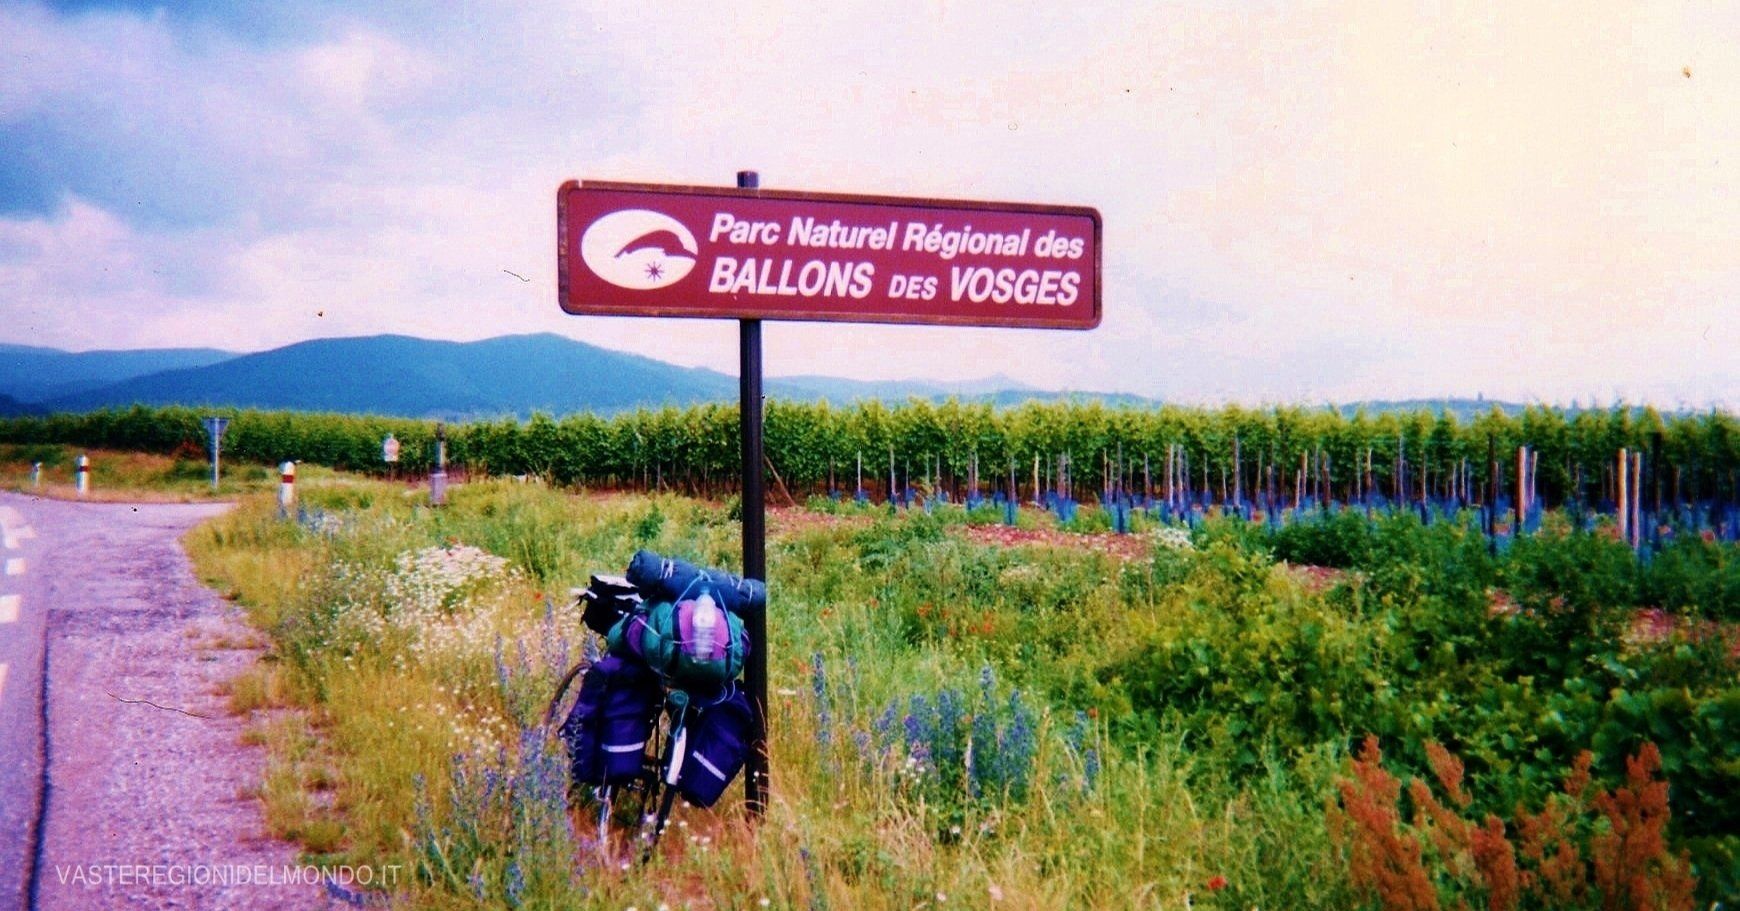 Parc Naturel Régional des
BALLONS DES VOSGES
VASTEREGIONIDELMONDO.IT